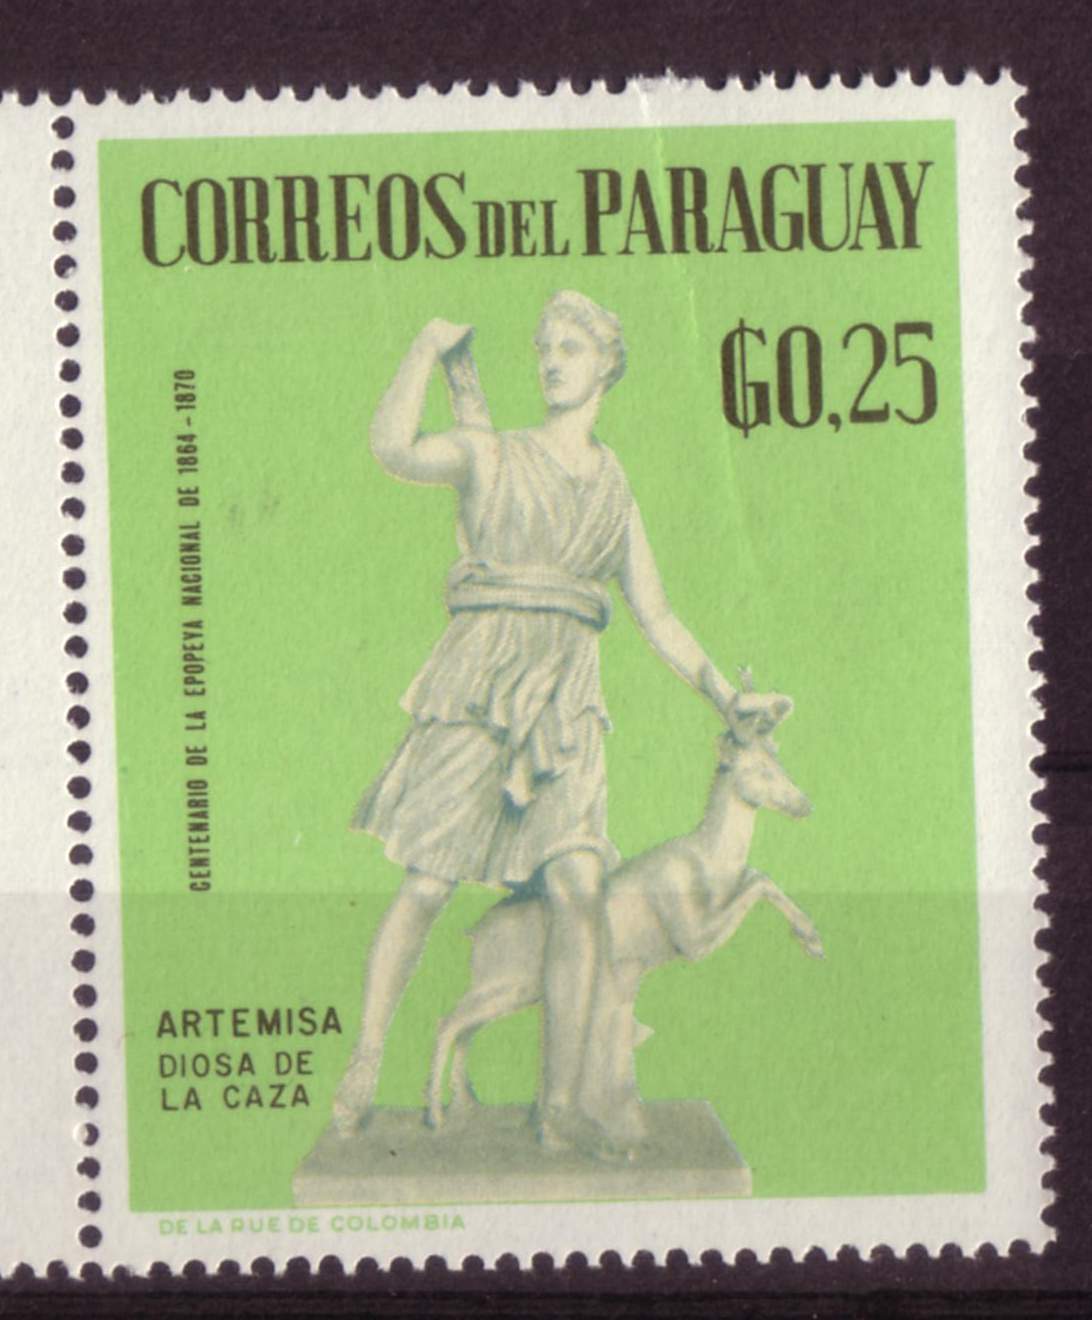 CORREOS DEL PARAGUAY
₲0,25
CENTENARIO DE LA EPOPEYA NACIONAL DE 1864-1870
ARTEMISA
DIOSA DE
LA CAZA
DE LA RUE DE COLOMBIA